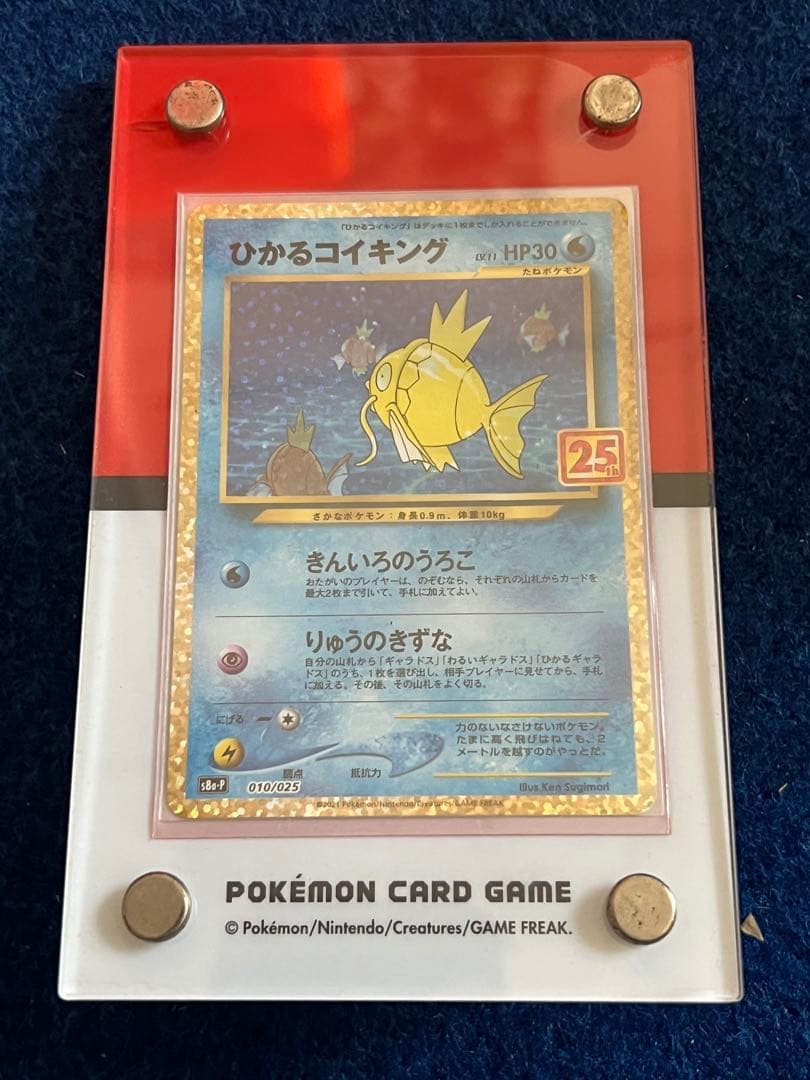 「ひかるコイキング」はデッキに1枚までしか入れることができません。
ひかるコイキング LV.11 HP30
たねポケモン
25th
さかなポケモン：身長0.9m、体重10kg
きんいろのうろこ
おたがいのプレイヤーは、のぞむなら、それぞれの山札からカードを
最大2枚まで引いて、手札に加えてよい。
りゅうのきずな
自分の山札から「ギャラドス」「わるいギャラドス」「ひかるギャラ
ドス」のうち、1枚を選び出し、相手プレイヤーに見せてから、手札
に加える。その後、その山札をよく切る。
にげる
力のないなさけないポケモン。
たまに高く飛びはねても、2
メートルを越すのがやっとだ。
弱点 抵抗力
s8a-P 010/025
Illus.Ken Sugimori
©2021 Pokémon/Nintendo/Creatures/GAME FREAK
POKÉMON CARD GAME
© Pokémon/Nintendo/Creatures/GAME FREAK.